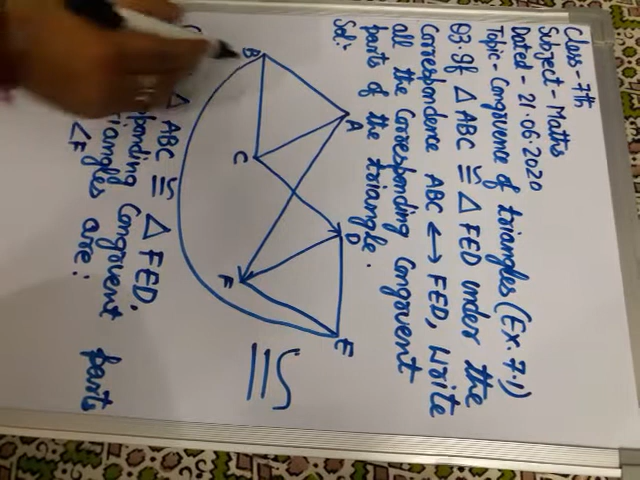 Class- 7th
Subject- Maths
Dated- 21.06.2020
Topic- Congruence of triangles (Ex. 7.1)
Q3. If △ ABC ≅ △ FED under the
Correspondence ABC ↔ FED, Write
all the Corresponding Congruent
parts of the triangle.
Sol:
A
B
C
D
F
E
≅
△ ABC ≅ △ FED,
Congruent parts
are:
∠F